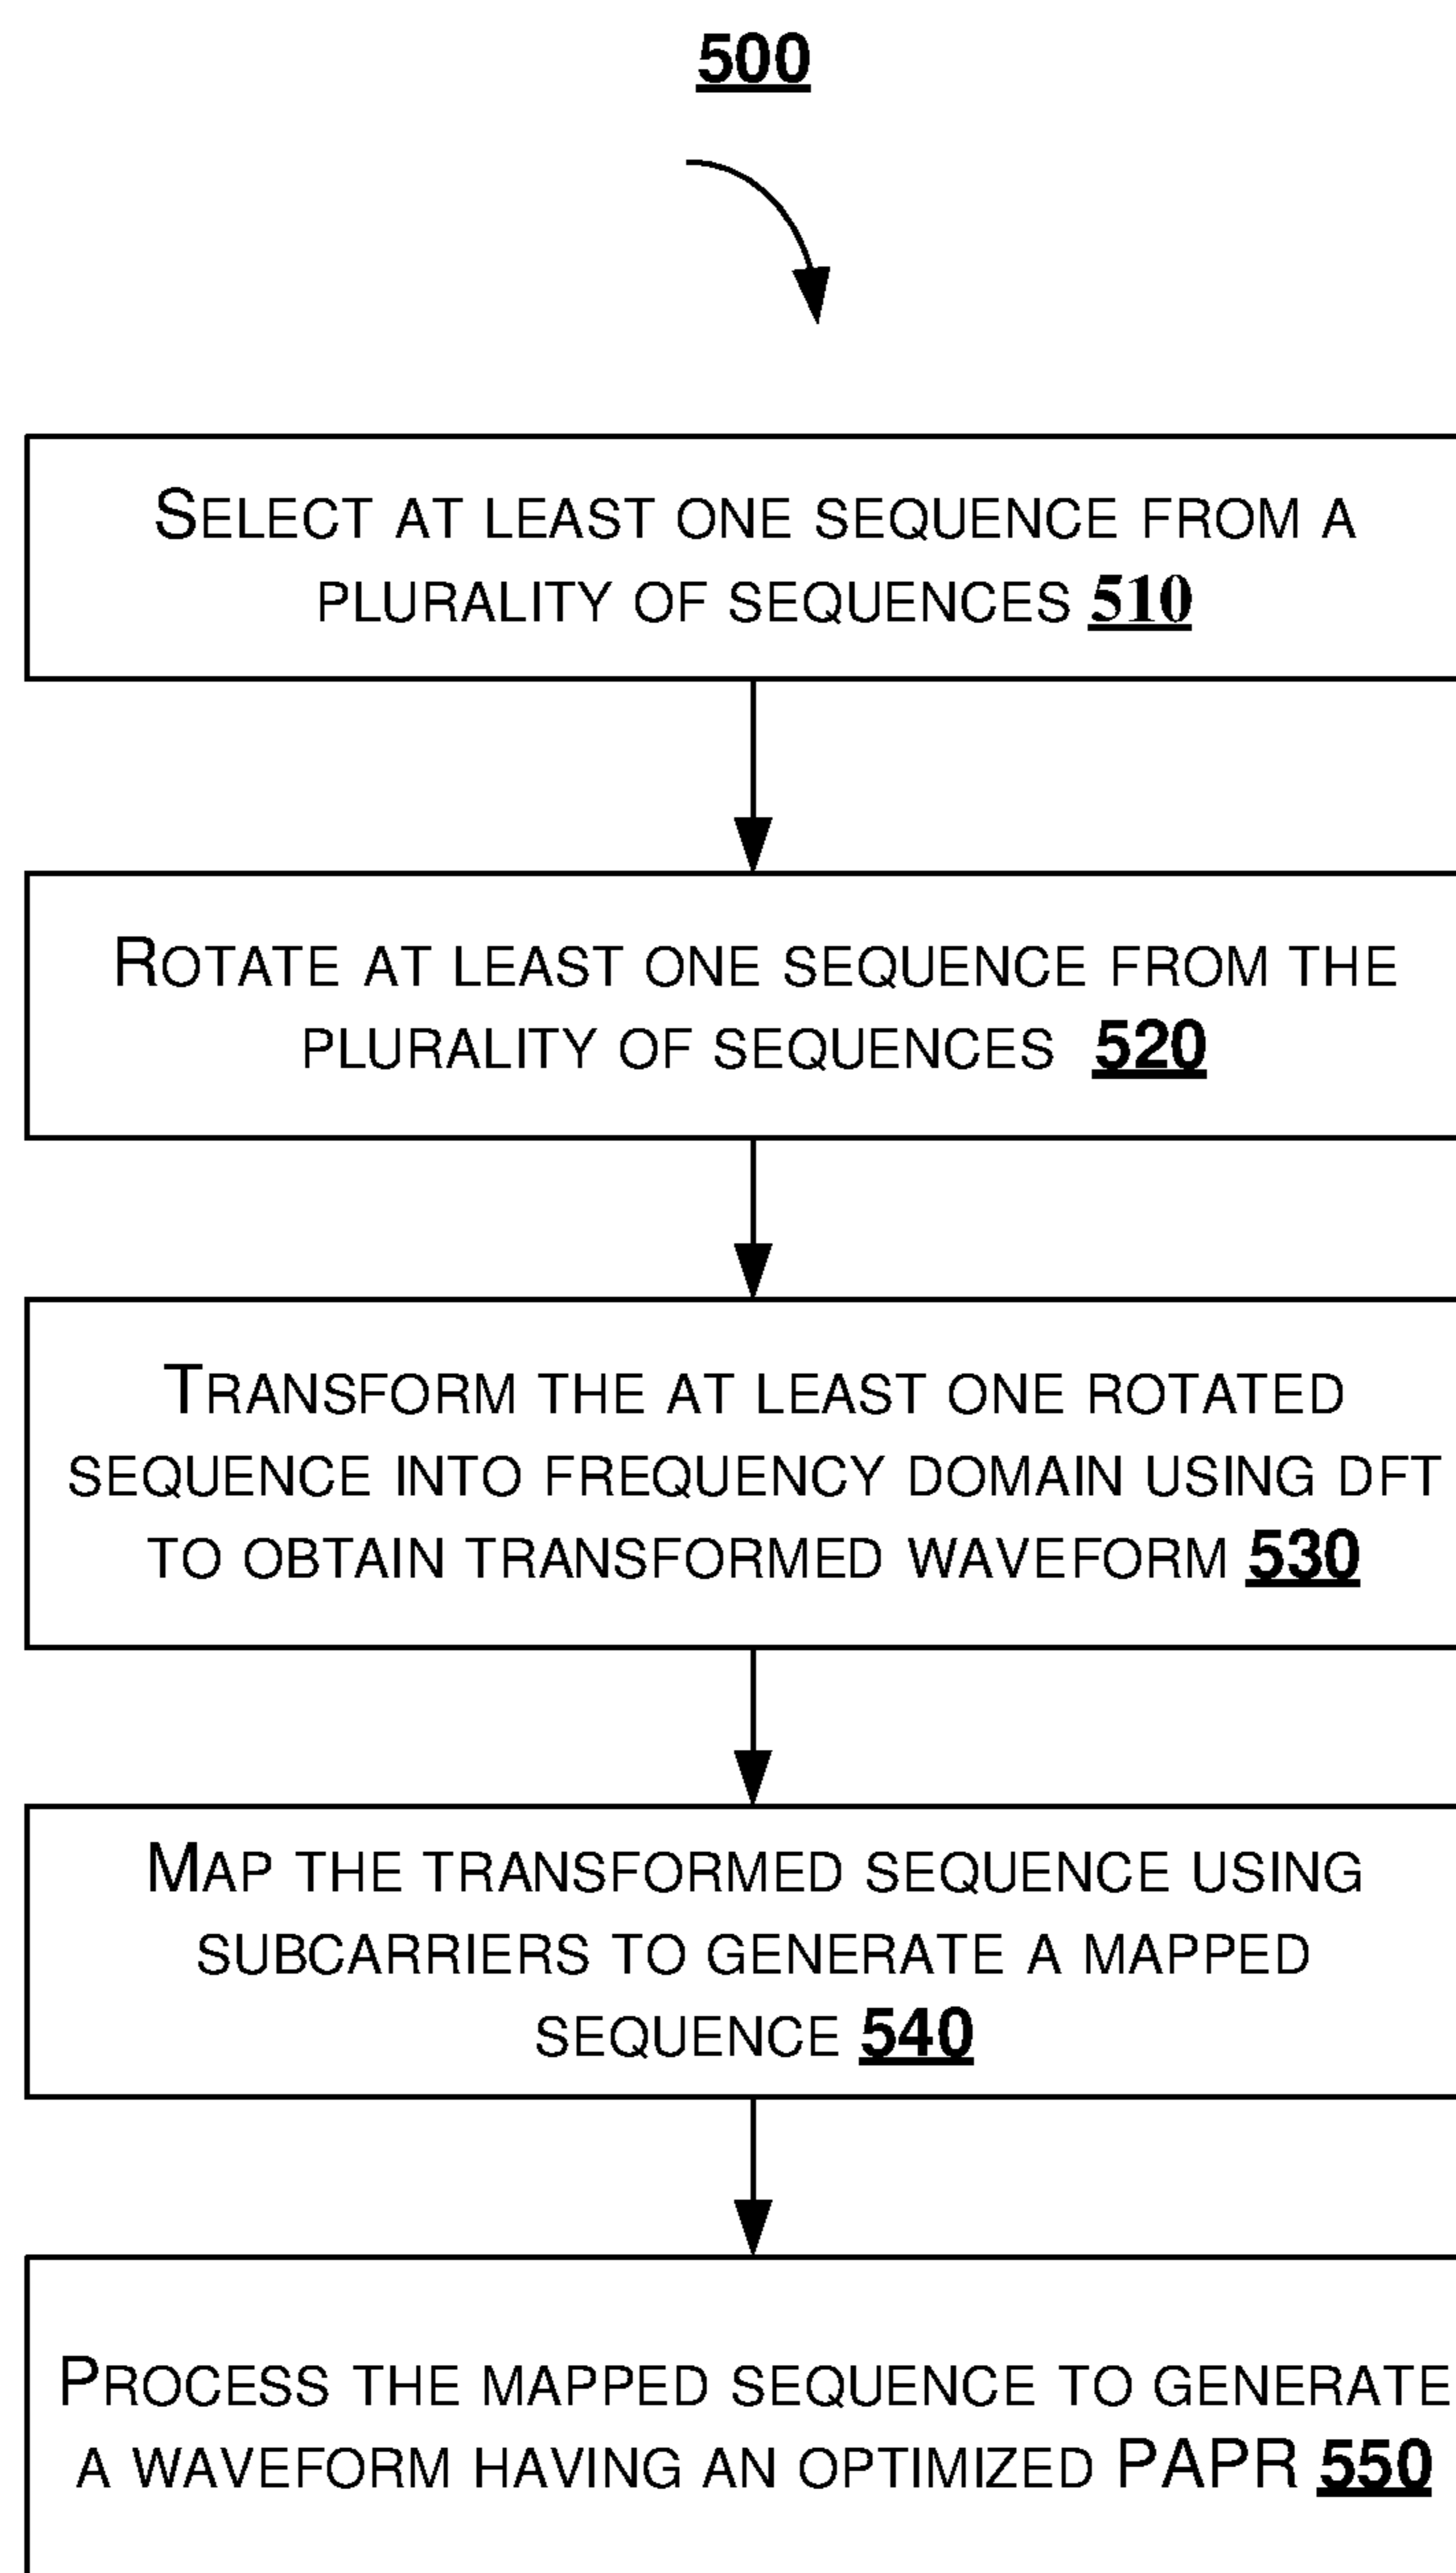 500
SELECT AT LEAST ONE SEQUENCE FROM A
PLURALITY OF SEQUENCES 510
ROTATE AT LEAST ONE SEQUENCE FROM THE
PLURALITY OF SEQUENCES 520
TRANSFORM THE AT LEAST ONE ROTATED
SEQUENCE INTO FREQUENCY DOMAIN USING DFT
TO OBTAIN TRANSFORMED WAVEFORM 530
MAP THE TRANSFORMED SEQUENCE USING
SUBCARRIERS TO GENERATE A MAPPED
SEQUENCE 540
PROCESS THE MAPPED SEQUENCE TO GENERATE
A WAVEFORM HAVING AN OPTIMIZED PAPR 550